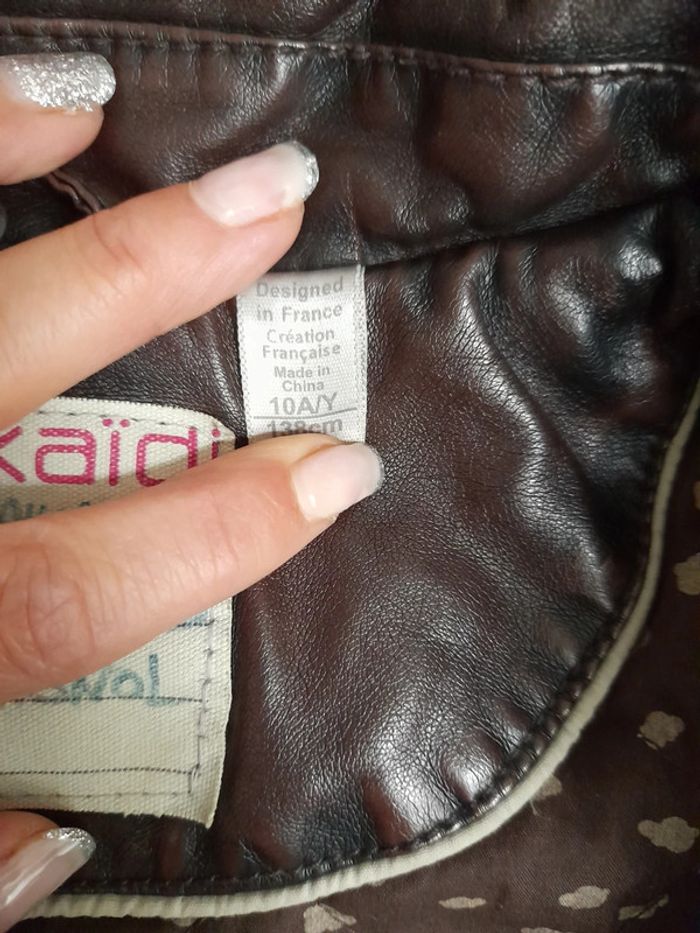 Designed
in France
Création
Française
Made in
China
10A/Y
138cm
kaïdi